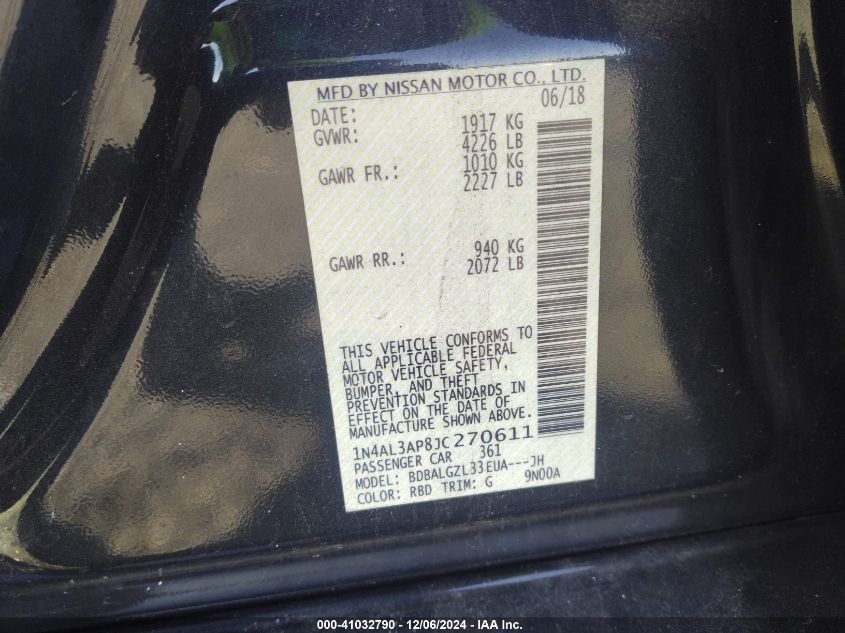 MFD BY NISSAN MOTOR CO., LTD.
DATE: 06/18
GVWR: 1917 KG
4226 LB
GAWR FR.: 1010 KG
2227 LB
GAWR RR.: 940 KG
2072 LB
THIS VEHICLE CONFORMS TO
ALL APPLICABLE FEDERAL
MOTOR VEHICLE SAFETY,
BUMPER, AND THEFT
PREVENTION STANDARDS IN
EFFECT ON THE DATE OF
MANUFACTURE SHOWN ABOVE.
1N4AL3AP8JC270611
PASSENGER CAR 361
MODEL: BDBALGZL33EUA---JH
COLOR: RBD TRIM: G 9N00A
000-41032790 - 12/06/2024 - IAA Inc.